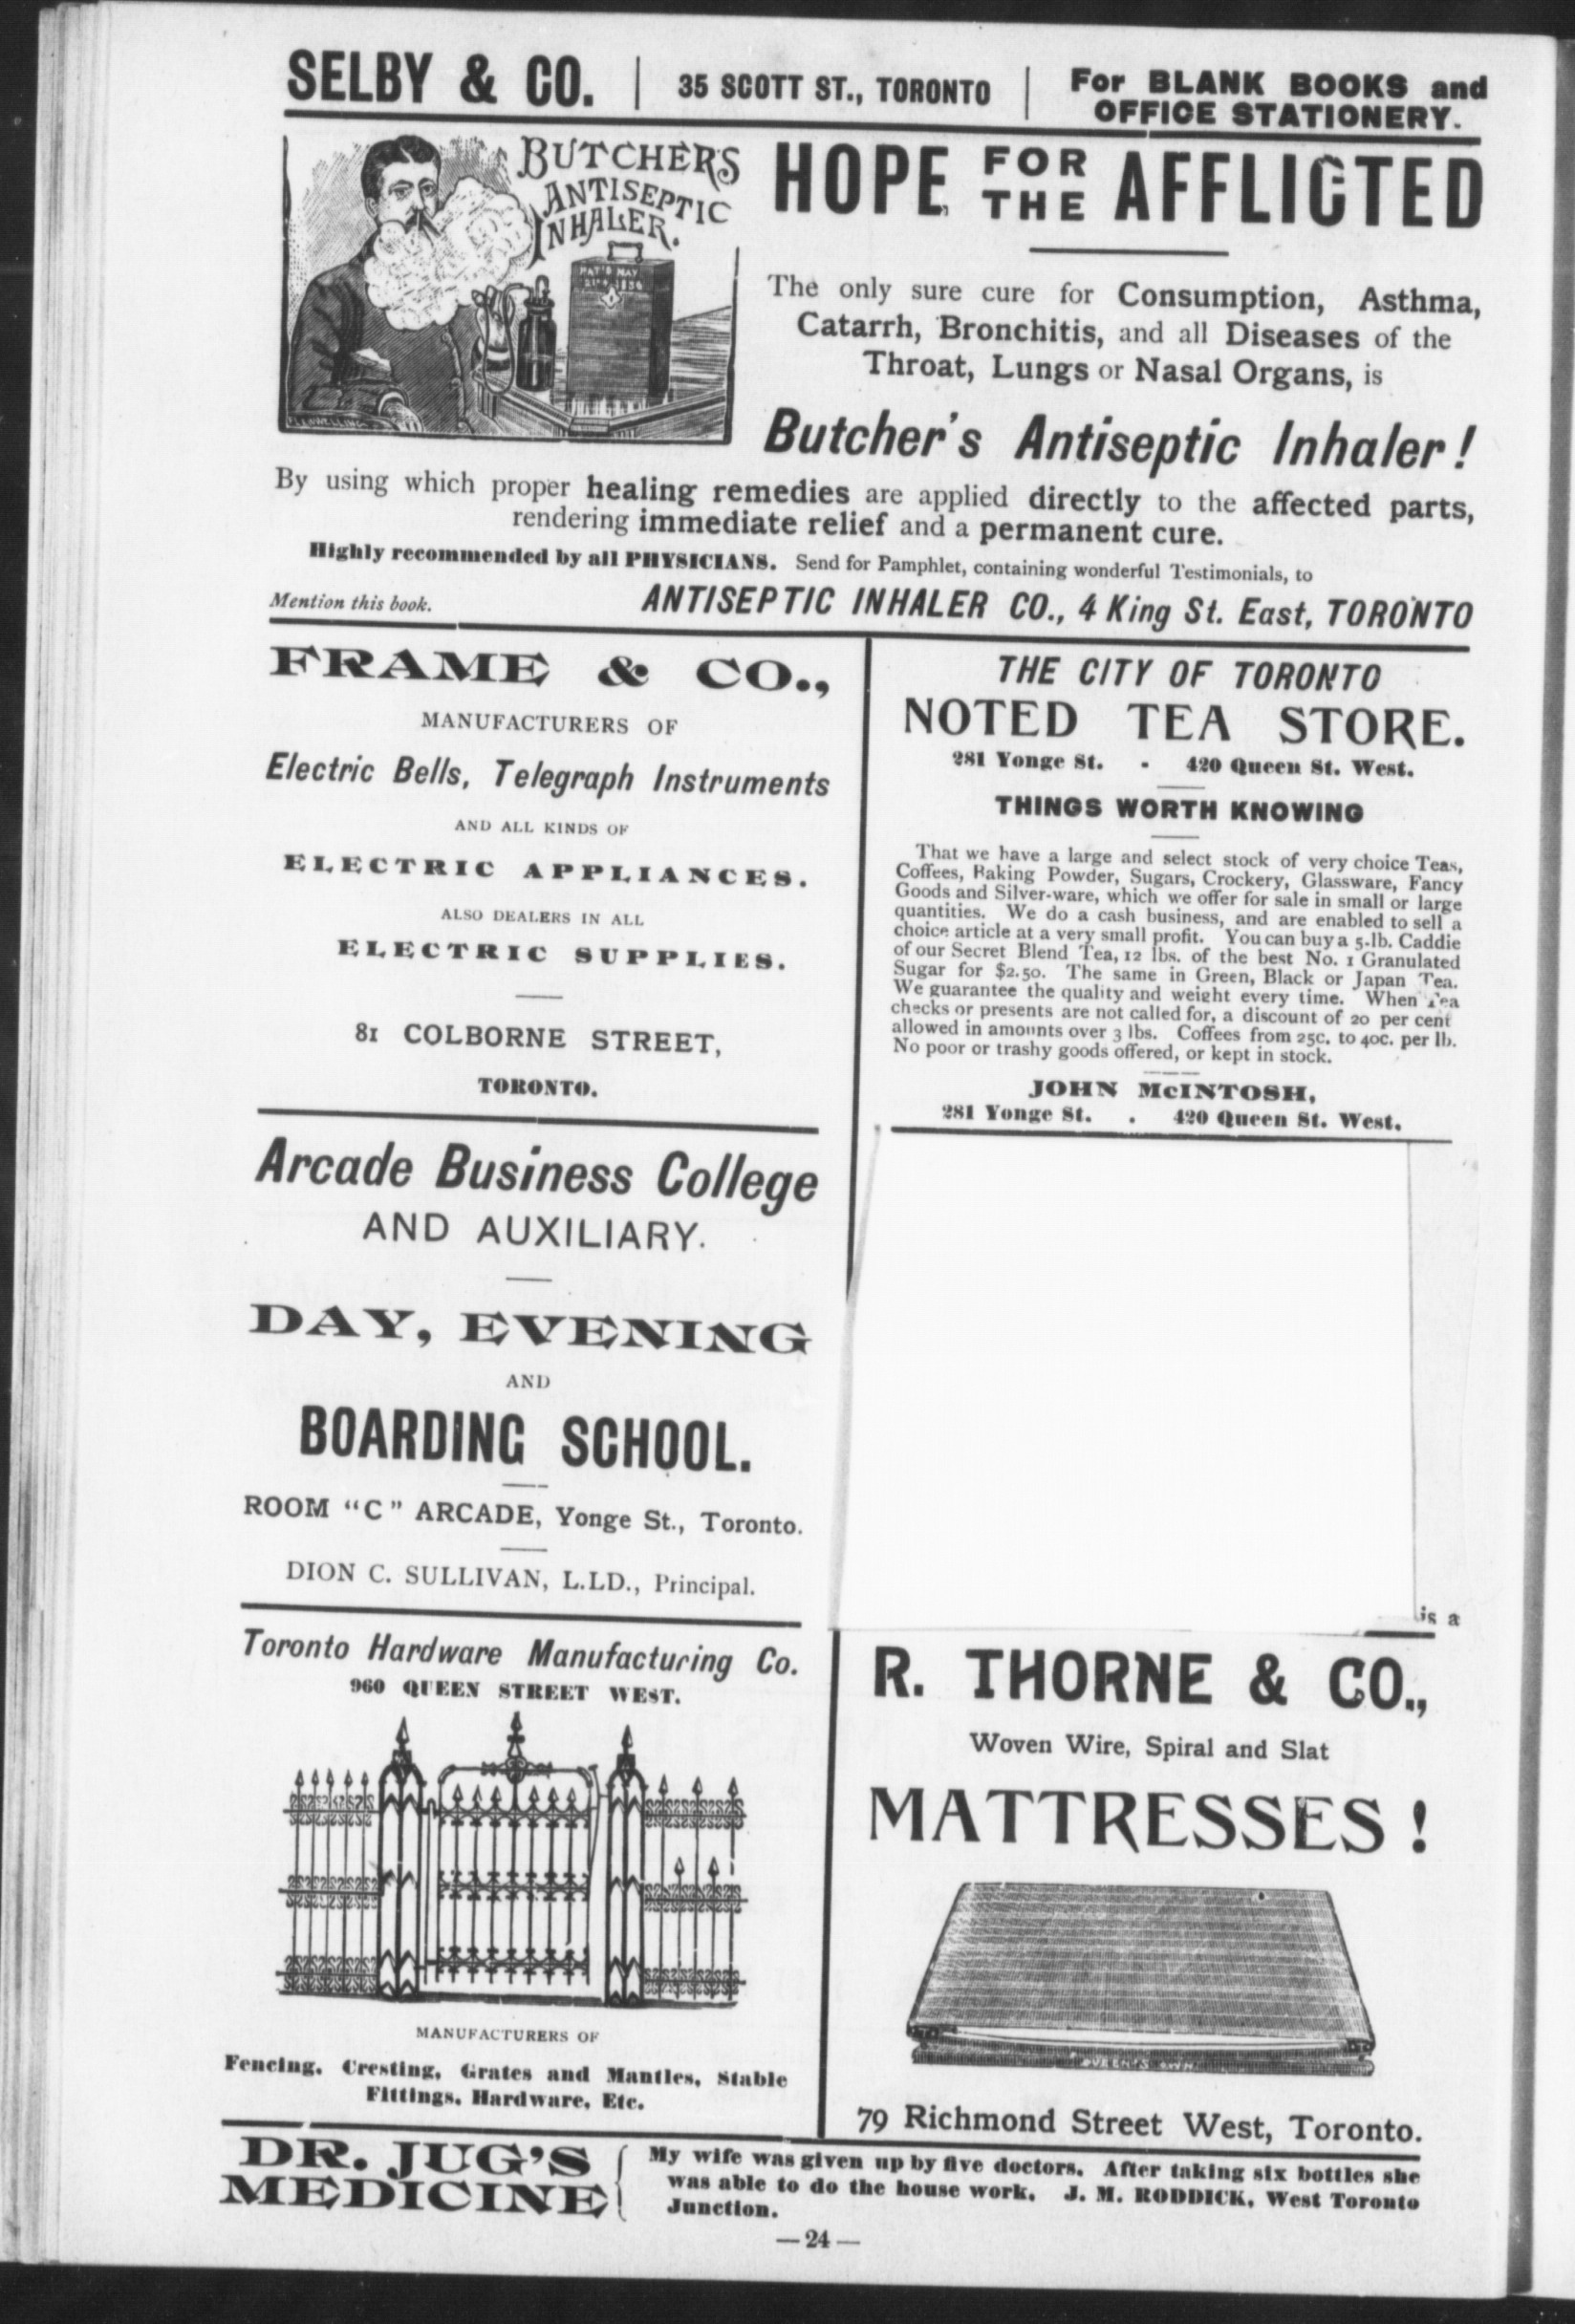 SELBY & CO. | 35 SCOTT ST., TORONTO | For BLANK BOOKS and
OFFICE STATIONERY.
BUTCHERS
ANTISEPTIC
INHALER.
PAT'D MAY
HOPE FOR THE AFFLICTED
The only sure cure for Consumption, Asthma,
Catarrh, Bronchitis, and all Diseases of the
Throat, Lungs or Nasal Organs, is
Butcher's Antiseptic Inhaler!
By using which proper healing remedies are applied directly to the affected parts,
rendering immediate relief and a permanent cure.
Highly recommended by all PHYSICIANS. Send for Pamphlet, containing wonderful Testimonials, to
Mention this book. ANTISEPTIC INHALER CO., 4 King St. East, TORONTO
FRAME & CO.,
MANUFACTURERS OF
Electric Bells, Telegraph Instruments
AND ALL KINDS OF
ELECTRIC APPLIANCES.
ALSO DEALERS IN ALL
ELECTRIC SUPPLIES.
81 COLBORNE STREET,
TORONTO.
THE CITY OF TORONTO
NOTED TEA STORE.
281 Yonge St. - 420 Queen St. West.
THINGS WORTH KNOWING
That we have a large and select stock of very choice Teas,
Coffees, Baking Powder, Sugars, Crockery, Glassware, Fancy
Goods and Silver-ware, which we offer for sale in small or large
quantities. We do a cash business, and are enabled to sell a
choice article at a very small profit. You can buy a 5-lb. Caddie
of our Secret Blend Tea, 12 lbs. of the best No. 1 Granulated
Sugar for $2.50. The same in Green, Black or Japan Tea.
We guarantee the quality and weight every time. When Tea
checks or presents are not called for, a discount of 20 per cent
allowed in amounts over 3 lbs. Coffees from 25c. to 40c. per lb.
No poor or trashy goods offered, or kept in stock.
JOHN McINTOSH,
281 Yonge St. . 420 Queen St. West.
Arcade Business College
AND AUXILIARY.
DAY, EVENING
AND
BOARDING SCHOOL.
ROOM "C" ARCADE, Yonge St., Toronto.
DION C. SULLIVAN, L.LD., Principal.
is a
Toronto Hardware Manufacturing Co.
960 QUEEN STREET WEST.
MANUFACTURERS OF
Fencing, Cresting, Grates and Mantles, Stable
Fittings, Hardware, Etc.
R. THORNE & CO.,
Woven Wire, Spiral and Slat
MATTRESSES!
QUEEN'S OWN
79 Richmond Street West, Toronto.
DR. JUG'S
MEDICINE
My wife was given up by five doctors. After taking six bottles she
was able to do the house work. J. M. RODDICK, West Toronto
Junction.
—24—